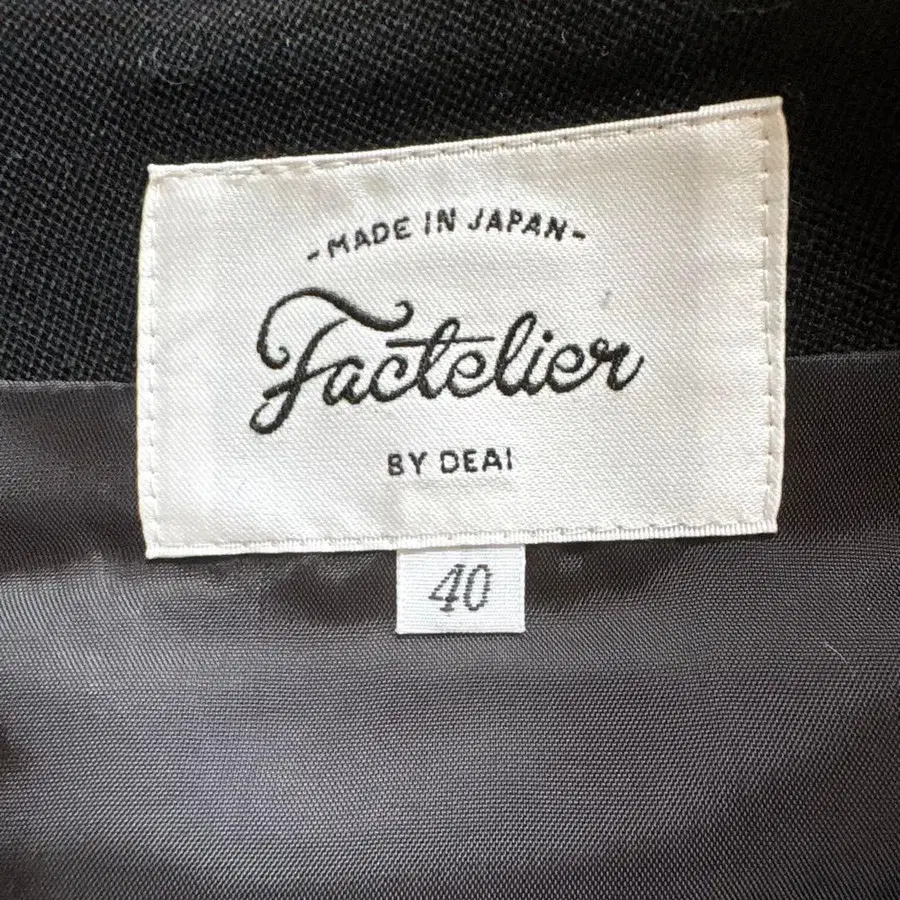 -MADE IN JAPAN-
Factelier
BY DEAI
40